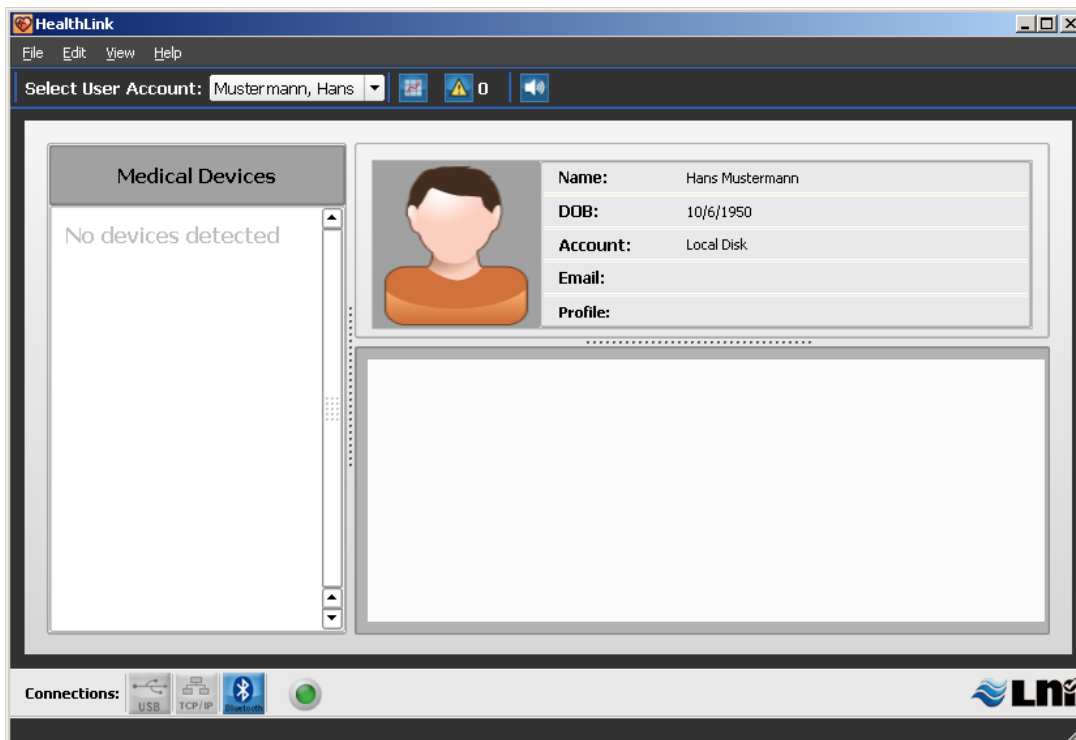 HealthLink
File Edit View Help
Select User Account: Mustermann, Hans 0
Medical Devices
No devices detected
Name: Hans Mustermann
DOB: 10/6/1950
Account: Local Disk
Email:
Profile:
Connections: USB TCP/IP Bluetooth
LNI